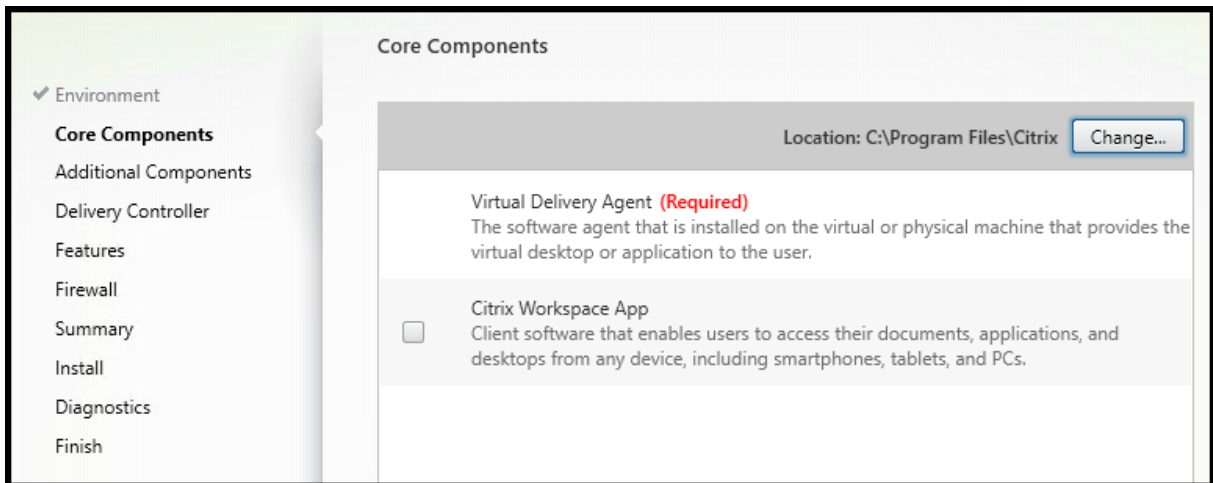 Core Components
Environment
Core Components
Additional Components
Delivery Controller
Features
Firewall
Summary
Install
Diagnostics
Finish
Location: C:\Program Files\Citrix Change...
Virtual Delivery Agent (Required)
The software agent that is installed on the virtual or physical machine that provides the
virtual desktop or application to the user.
Citrix Workspace App
Client software that enables users to access their documents, applications, and
desktops from any device, including smartphones, tablets, and PCs.